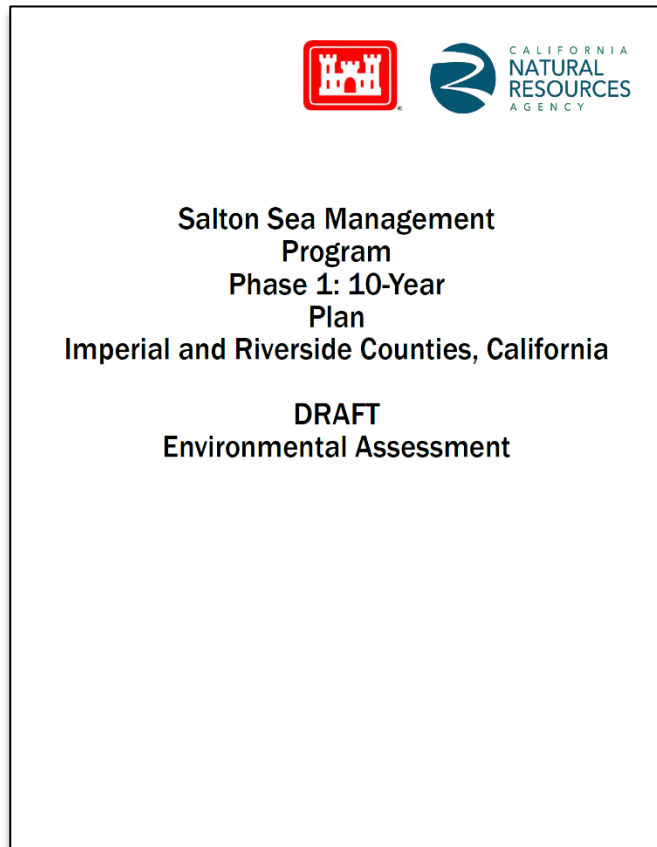 CALIFORNIA
NATURAL
RESOURCES
AGENCY
Salton Sea Management
Program
Phase 1: 10-Year
Plan
Imperial and Riverside Counties, California
DRAFT
Environmental Assessment